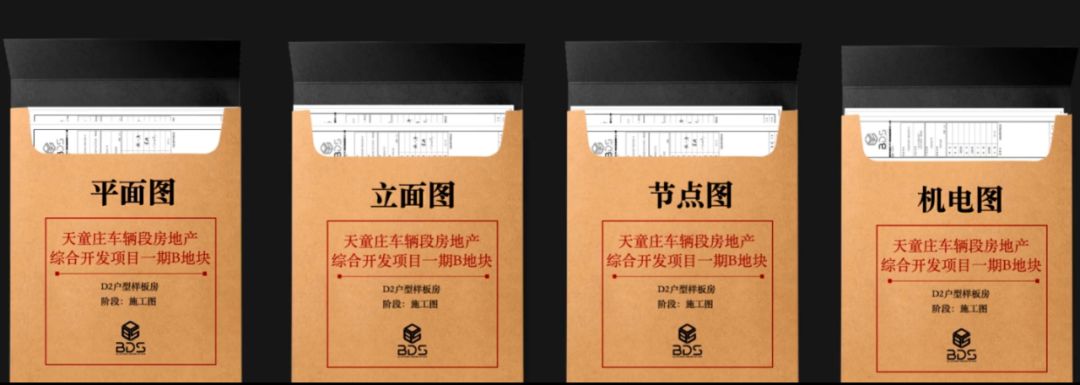 平面图
天童庄车辆段房地产
综合开发项目一期B地块
D2户型样板房
阶段：施工图
BDS
立面图
天童庄车辆段房地产
综合开发项目一期B地块
D2户型样板房
阶段：施工图
BDS
节点图
天童庄车辆段房地产
综合开发项目一期B地块
D2户型样板房
阶段：施工图
BDS
BDS
机电图
天童庄车辆段房地产
综合开发项目一期B地块
D2户型样板房
阶段：施工图
BDS